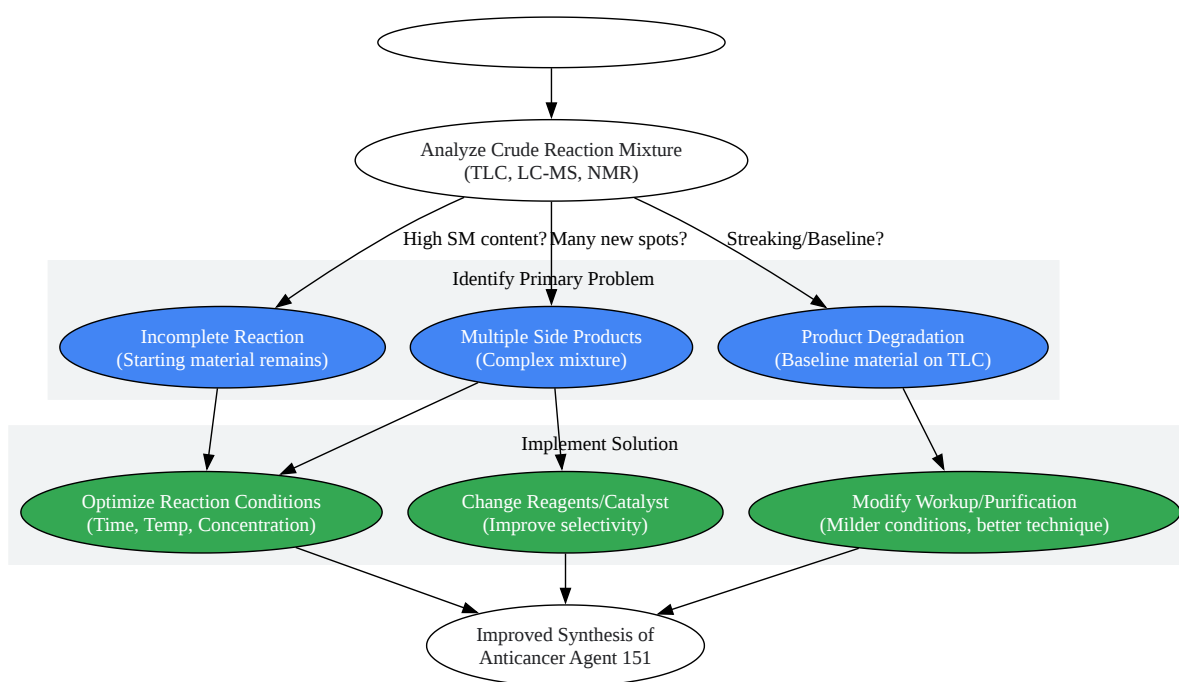 Analyze Crude Reaction Mixture
(TLC, LC-MS, NMR)
High SM content?
Many new spots?
Streaking/Baseline?
Identify Primary Problem
Incomplete Reaction
(Starting material remains)
Multiple Side Products
(Complex mixture)
Product Degradation
(Baseline material on TLC)
Implement Solution
Optimize Reaction Conditions
(Time, Temp, Concentration)
Change Reagents/Catalyst
(Improve selectivity)
Modify Workup/Purification
(Milder conditions, better technique)
Improved Synthesis of
Anticancer Agent 151